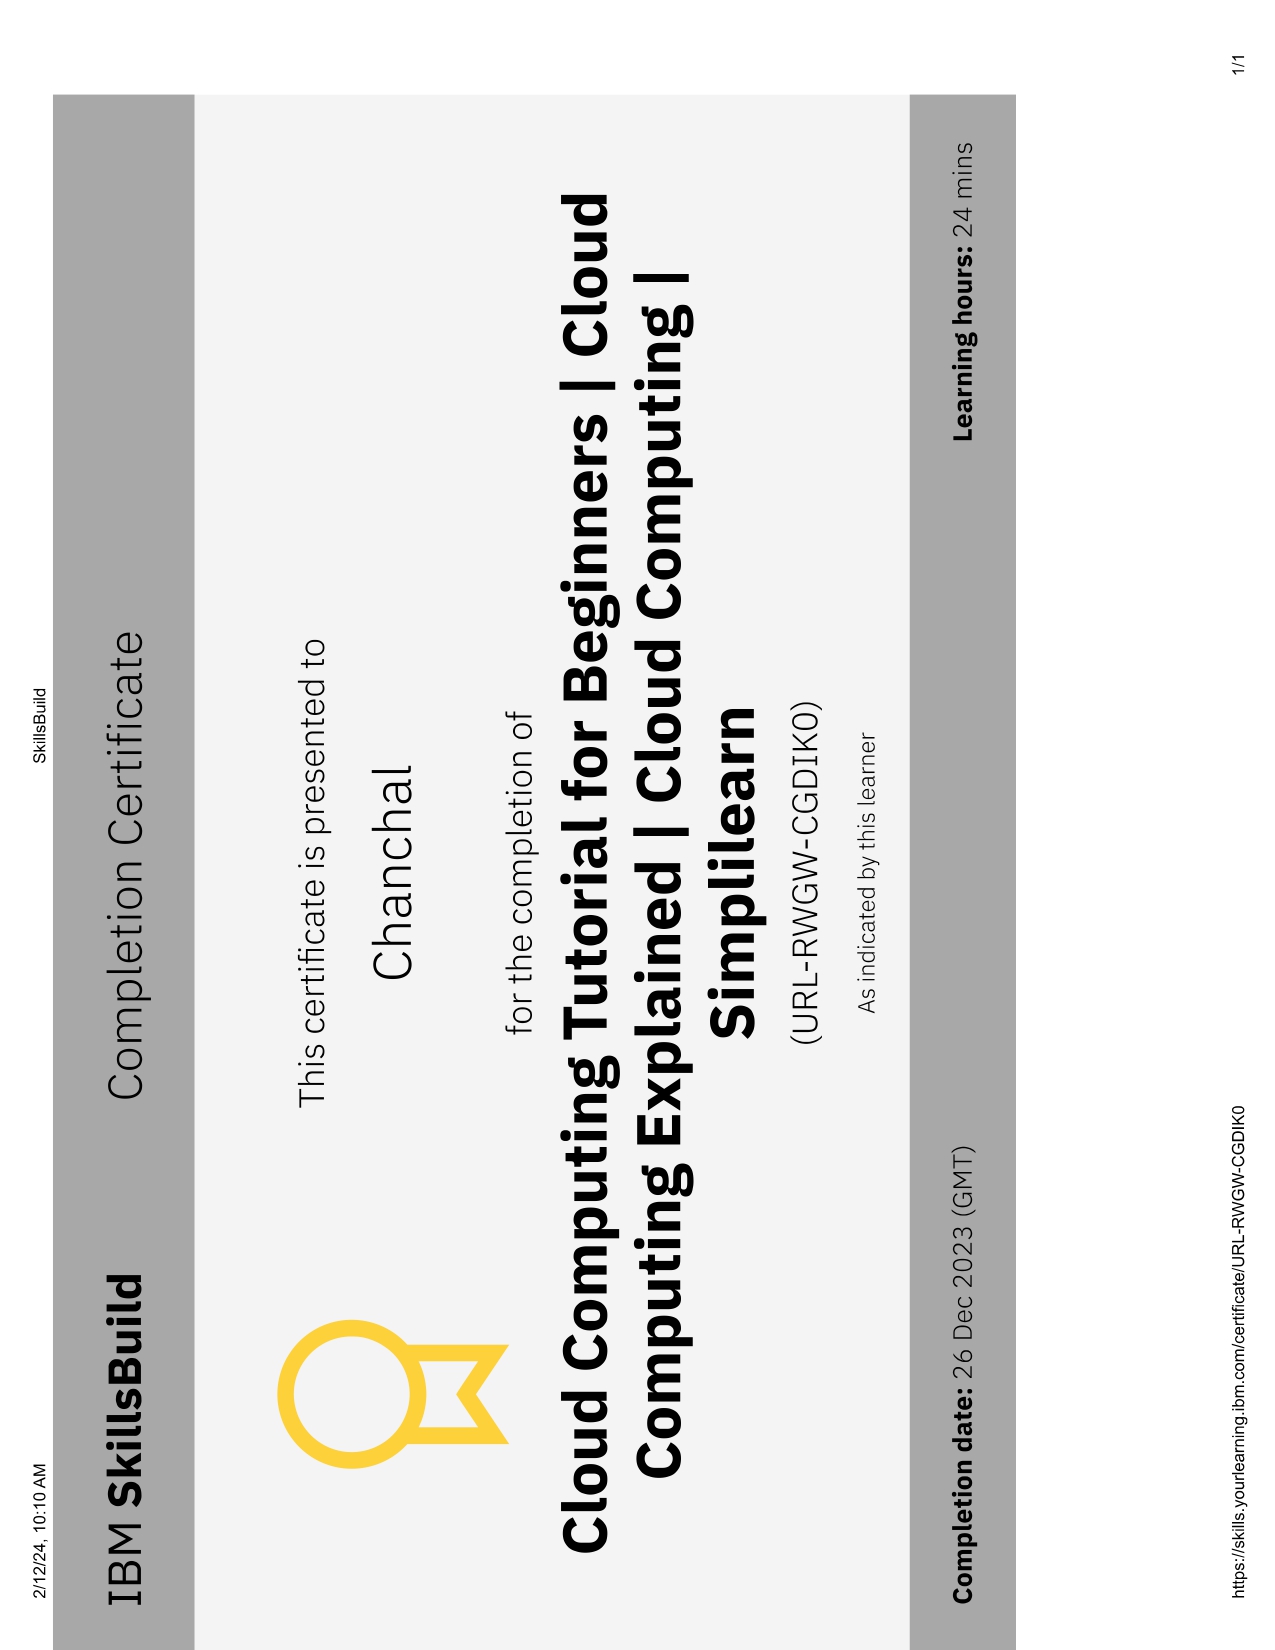 2/12/24, 10:10 AM SkillsBuild
IBM SkillsBuild Completion Certificate
This certificate is presented to
Chanchal
for the completion of
Cloud Computing Tutorial for Beginners | Cloud
Computing Explained | Cloud Computing |
Simplilearn
(URL-RWGW-CGDIK0)
As indicated by this learner
Completion date: 26 Dec 2023 (GMT) Learning hours: 24 mins
https://skills.yourlearning.ibm.com/certificate/URL-RWGW-CGDIK0 1/1